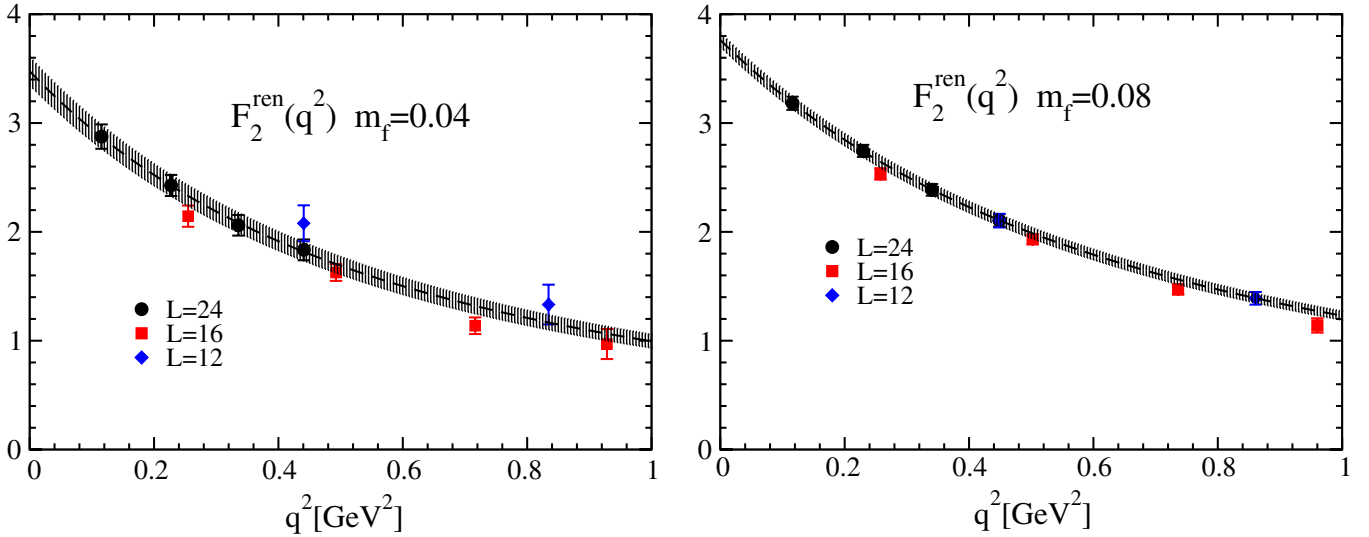 4
3
2
1
0
F₂ʳᵉⁿ(q²) m_f=0.04
L=24
L=16
L=12
0 0.2 0.4 0.6 0.8 1
q²[GeV²]
4
3
2
1
0
F₂ʳᵉⁿ(q²) m_f=0.08
L=24
L=16
L=12
0 0.2 0.4 0.6 0.8 1
q²[GeV²]